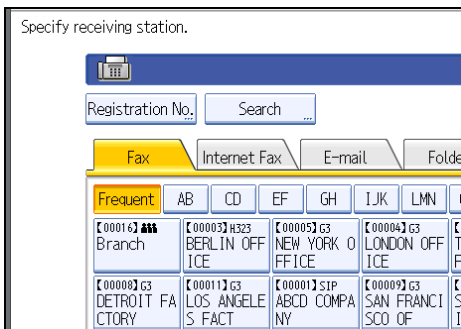 Specify receiving station.
Registration No. Search
Fax Internet Fax E-mail Folde
Frequent AB CD EF GH IJK LMN
【00016】 【00003】H323 【00005】G3 【00004】G3
Branch BERLIN OFF NEW YORK O LONDON OFF
ICE FFICE ICE
【00008】G3 【00011】G3 【00001】SIP 【00009】G3
DETROIT FA LOS ANGELE ABCD COMPA SAN FRANCI
CTORY S FACT NY SCO OF